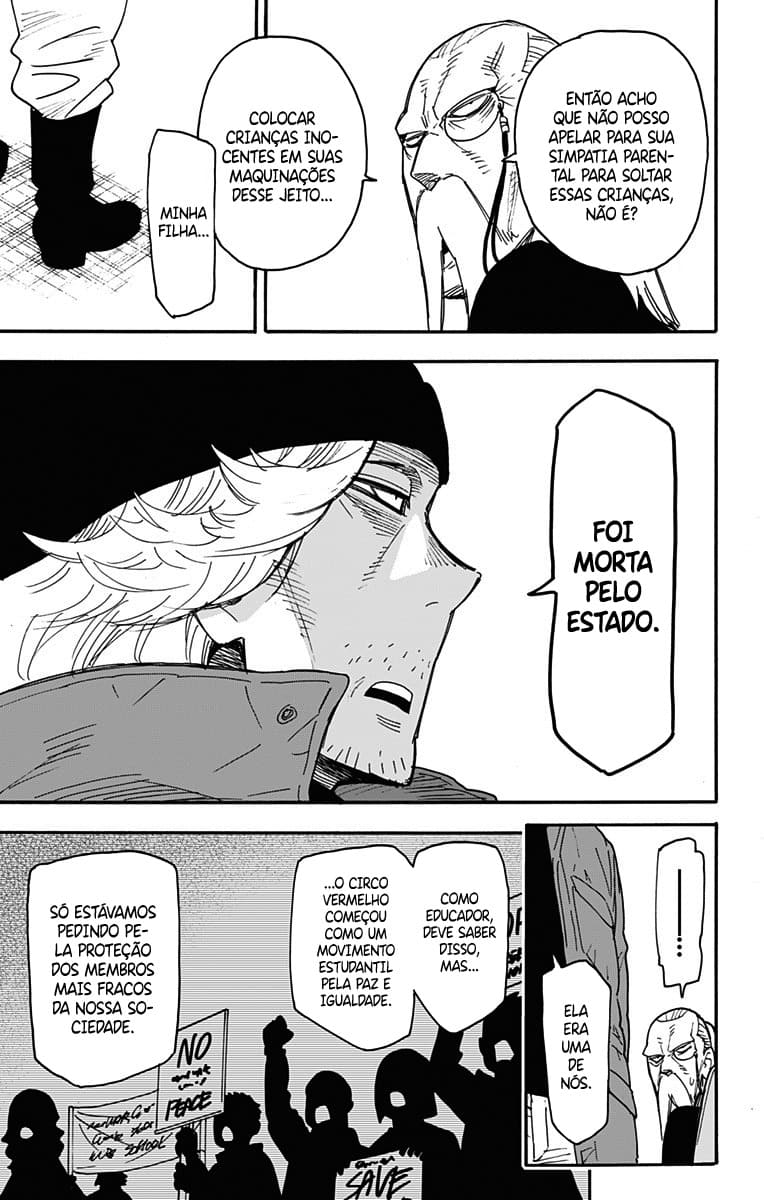 ENTÃO ACHO
QUE NÃO POSSO
APELAR PARA SUA
SIMPATIA PAREN-
TAL PARA SOLTAR
ESSAS CRIANÇAS,
NÃO É?
COLOCAR
CRIANÇAS INO-
CENTES EM SUAS
MAQUINAÇÕES
DESSE JEITO...
MINHA
FILHA...
FOI
MORTA
PELO
ESTADO.
ELA
ERA
UMA
DE
NÓS.
COMO
EDUCADOR,
DEVE SABER
DISSO,
MAS...
...O CIRCO
VERMELHO
COMEÇOU
COMO UM
MOVIMENTO
ESTUDANTIL
PELA PAZ E
IGUALDADE.
SÓ ESTÁVAMOS
PEDINDO PE-
LA PROTEÇÃO
DOS MEMBROS
MAIS FRACOS
DA NOSSA SO-
CIEDADE.
NO
PEACE
SAVE